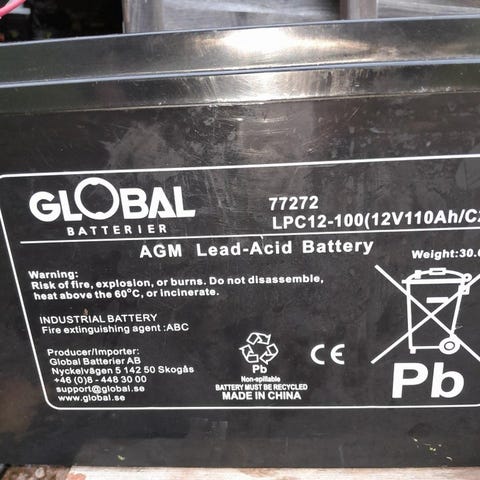 GLOBAL
BATTERIER
77272
LPC12-100(12V110Ah/C
AGM Lead-Acid Battery
Weight:30.
Warning:
Risk of fire, explosion, or burns. Do not disassemble,
heat above the 60°C, or incinerate.
INDUSTRIAL BATTERY
Fire extinguishing agent :ABC
Producer/Importer:
Global Batterier AB
Nyckelvägen 5 142 50 Skogås
+46 (0)8 - 448 30 00
support@global.se
www.global.se
Pb
Non-spillable
BATTERY MUST BE RECYCLED
MADE IN CHINA
CE
Pb